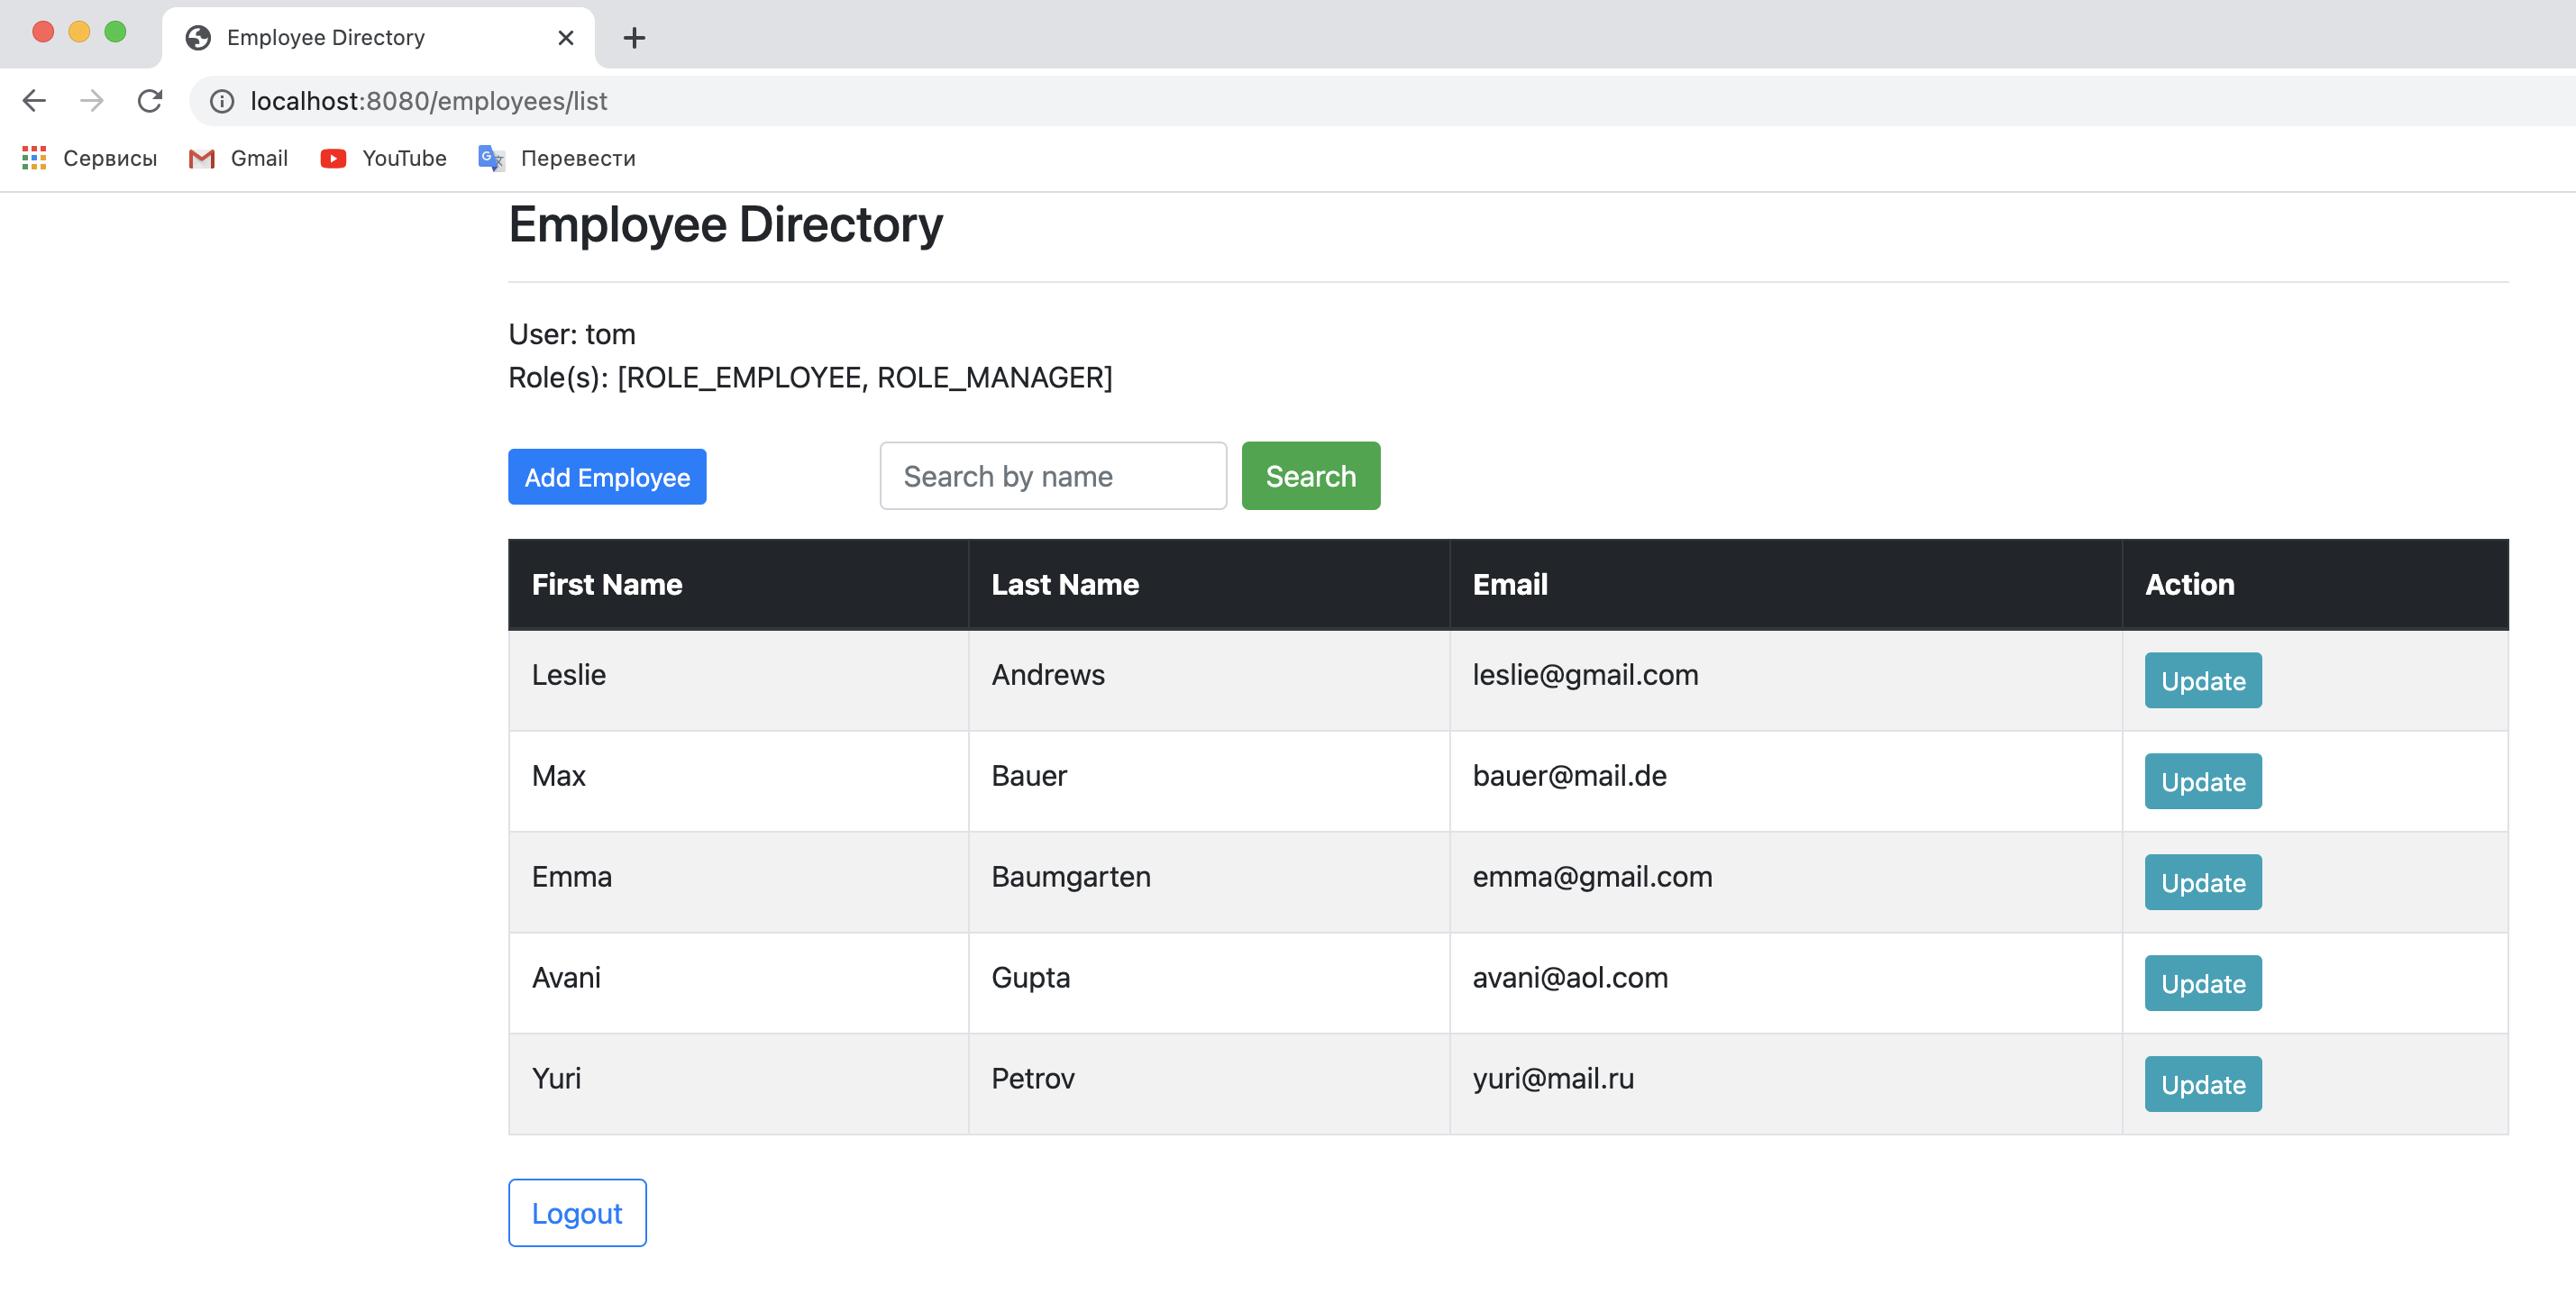 Employee Directory
localhost:8080/employees/list
Сервисы Gmail YouTube Перевести
Employee Directory
User: tom
Role(s): [ROLE_EMPLOYEE, ROLE_MANAGER]
Add Employee Search by name Search
First Name Last Name Email Action
Leslie Andrews leslie@gmail.com Update
Max Bauer bauer@mail.de Update
Emma Baumgarten emma@gmail.com Update
Avani Gupta avani@aol.com Update
Yuri Petrov yuri@mail.ru Update
Logout